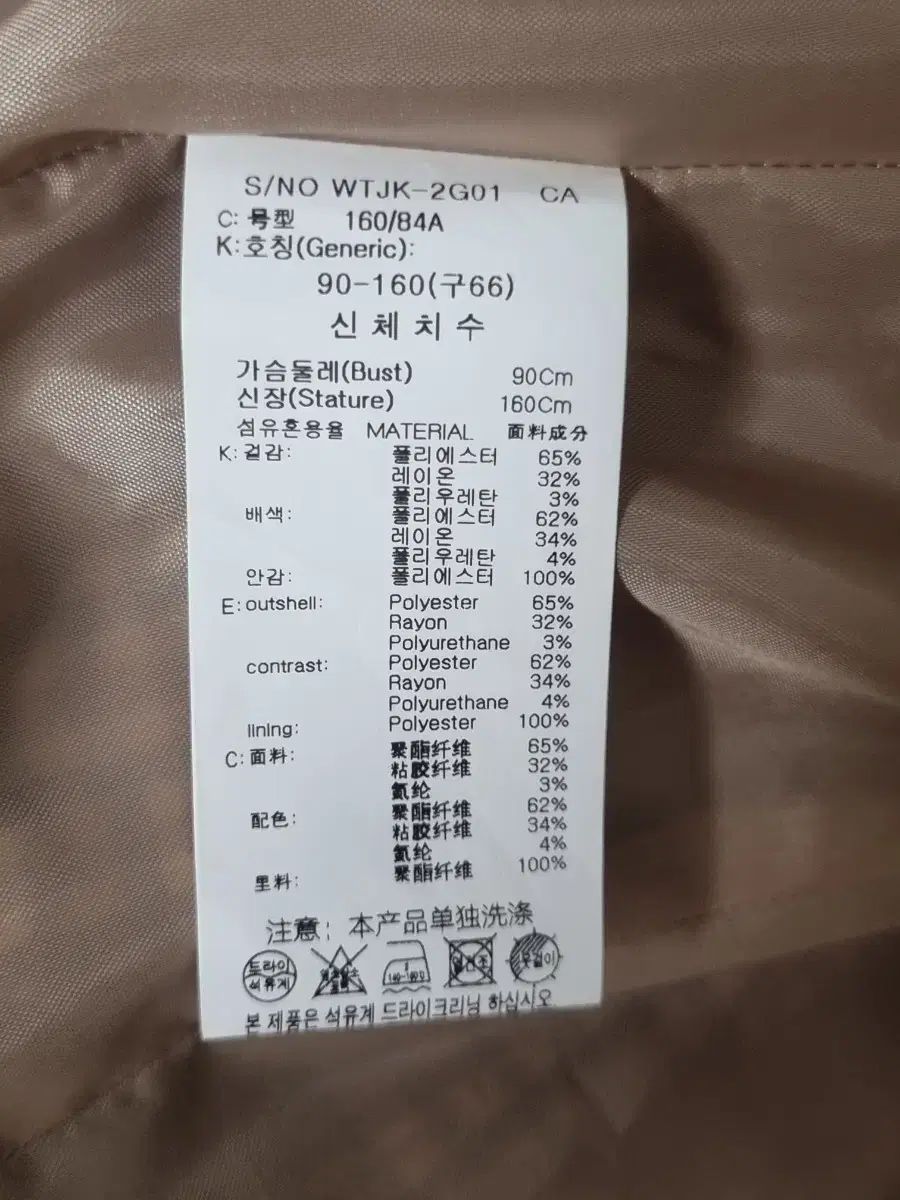 S/NO WTJK-2G01 CA
C: 号型 160/84A
K:호칭(Generic):
90-160(구66)
신체치수
가슴둘레(Bust) 90Cm
신장(Stature) 160Cm
섬유혼용율 MATERIAL 面料成分
K: 겉감: 폴리에스터 65%
레이온 32%
폴리우레탄 3%
배색: 폴리에스터 62%
레이온 34%
폴리우레탄 4%
안감: 폴리에스터 100%
E: outshell: Polyester 65%
Rayon 32%
Polyurethane 3%
contrast: Polyester 62%
Rayon 34%
Polyurethane 4%
lining: Polyester 100%
C: 面料: 聚酯纤维 65%
粘胶纤维 32%
氨纶 3%
配色: 聚酯纤维 62%
粘胶纤维 34%
氨纶 4%
里料: 聚酯纤维 100%
注意: 本产品单独洗涤
드라이
석유계
본 제품은 석유계 드라이크리닝 하십시오